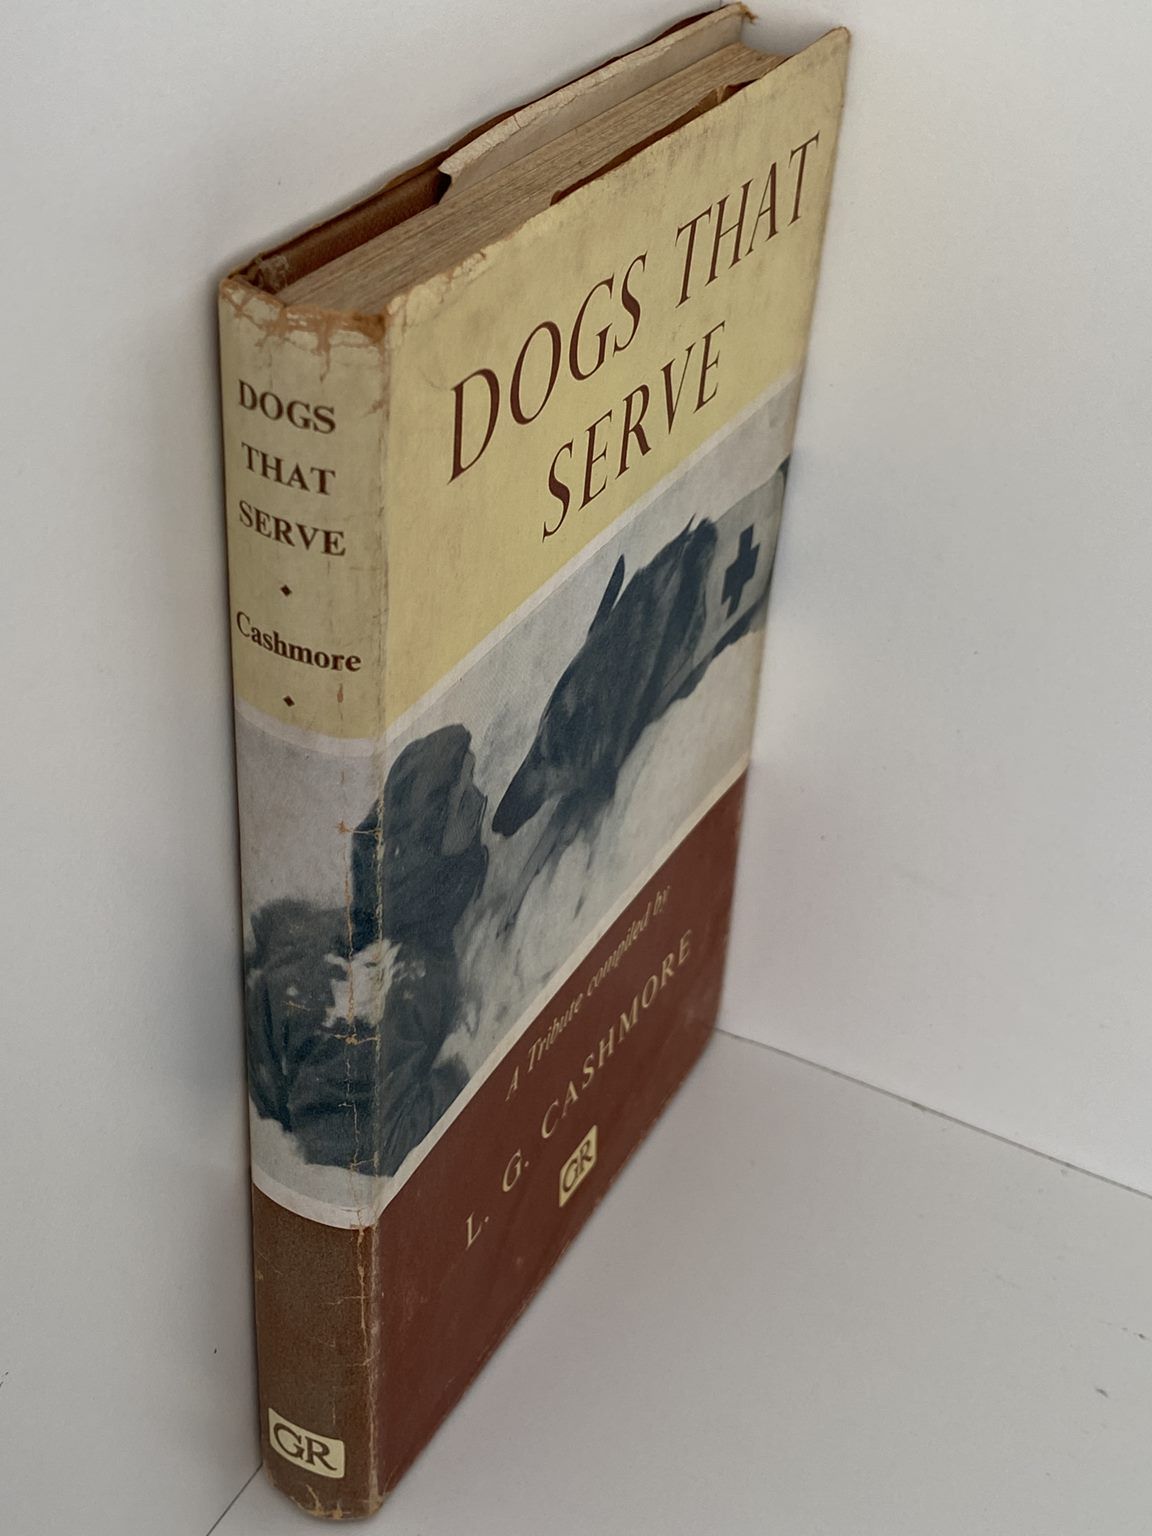 DOGS
THAT
SERVE
Cashmore
GR
DOGS THAT
SERVE
A Tribute compiled by
L. G. CASHMORE
GR